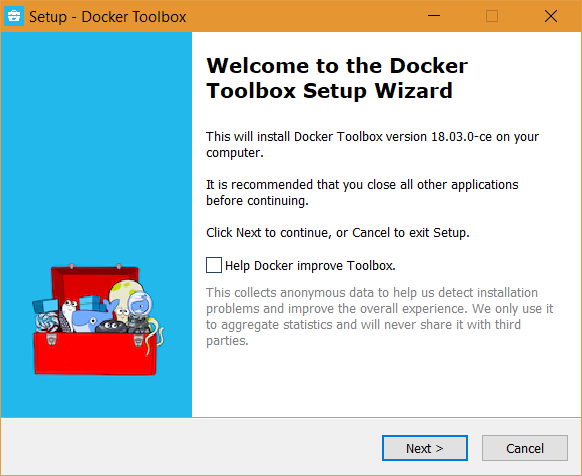 Setup - Docker Toolbox
Welcome to the Docker
Toolbox Setup Wizard
This will install Docker Toolbox version 18.03.0-ce on your
computer.
It is recommended that you close all other applications
before continuing.
Click Next to continue, or Cancel to exit Setup.
Help Docker improve Toolbox.
This collects anonymous data to help us detect installation
problems and improve the overall experience. We only use it
to aggregate statistics and will never share it with third
parties.
Next >
Cancel